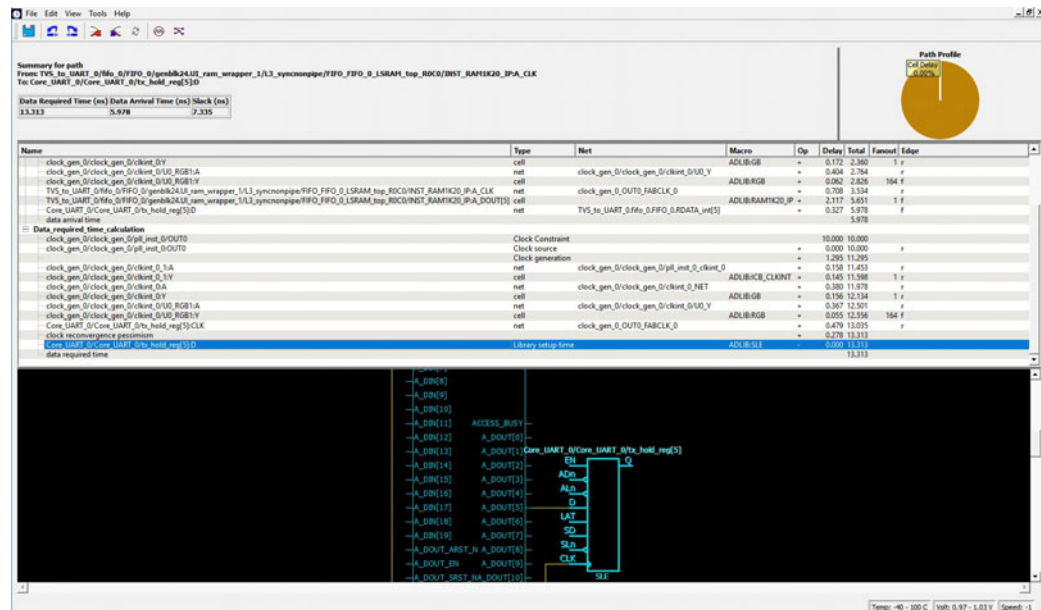 File Edit View Tools Help
Summary for path
From: TVS_to_UART_0/fifo_0/FIFO_0/genblk24.UI_ram_wrapper_1/L3_syncnonpipe/FIFO_FIFO_0_LSRAM_top_R0C0/INST_RAM1K20_IP:A_CLK
To: Core_UART_0/Core_UART_0/tx_hold_reg[5]:D
Data Required Time (ns) Data Arrival Time (ns) Slack (ns)
13.313 5.978 7.335
Path Profile
Cell Delay
0.00%
Name Type Net Macro Op Delay Total Fanout Edge
clock_gen_0/clock_gen_0/clkint_0:Y cell ADLIB:GB + 0.172 2.360 1 r
clock_gen_0/clock_gen_0/clkint_0/U0_RGB1:A net clock_gen_0/clock_gen_0/clkint_0/U0_Y + 0.404 2.764 r
clock_gen_0/clock_gen_0/clkint_0/U0_RGB1:Y cell ADLIB:RGB + 0.062 2.826 164 f
TVS_to_UART_0/fifo_0/FIFO_0/genblk24.UI_ram_wrapper_1/L3_syncnonpipe/FIFO_FIFO_0_LSRAM_top_R0C0/INST_RAM1K20_IP:A_CLK net clock_gen_0_OUT0_FABCLK_0 + 0.708 3.534 r
TVS_to_UART_0/fifo_0/FIFO_0/genblk24.UI_ram_wrapper_1/L3_syncnonpipe/FIFO_FIFO_0_LSRAM_top_R0C0/INST_RAM1K20_IP:A_DOUT[5] cell ADLIB:RAM1K20_IP + 2.117 5.651 1 f
Core_UART_0/Core_UART_0/tx_hold_reg[5]:D net TVS_to_UART_0.fifo_0.FIFO_0.RDATA_int[5] + 0.327 5.978 f
data arrival time 5.978
Data_required_time_calculation
clock_gen_0/clock_gen_0/pll_inst_0/OUT0 Clock Constraint 10.000 10.000
clock_gen_0/clock_gen_0/pll_inst_0:OUT0 Clock source + 0.000 10.000 r
Clock generation + 1.295 11.295
clock_gen_0/clock_gen_0/clkint_0_1:A net clock_gen_0/clock_gen_0/pll_inst_0_clkint_0 + 0.158 11.453 r
clock_gen_0/clock_gen_0/clkint_0_1:Y cell ADLIB:ICB_CLKINT + 0.145 11.598 1 r
clock_gen_0/clock_gen_0/clkint_0:A net clock_gen_0/clock_gen_0/clkint_0_NET + 0.380 11.978 r
clock_gen_0/clock_gen_0/clkint_0:Y cell ADLIB:GB + 0.156 12.134 1 r
clock_gen_0/clock_gen_0/clkint_0/U0_RGB1:A net clock_gen_0/clock_gen_0/clkint_0/U0_Y + 0.367 12.501 r
clock_gen_0/clock_gen_0/clkint_0/U0_RGB1:Y cell ADLIB:RGB + 0.055 12.556 164 f
Core_UART_0/Core_UART_0/tx_hold_reg[5]:CLK net clock_gen_0_OUT0_FABCLK_0 + 0.479 13.035 r
clock reconvergence pessimism + 0.278 13.313
Core_UART_0/Core_UART_0/tx_hold_reg[5]:D Library setup time ADLIB:SLE - 0.000 13.313
data required time 13.313
A_DIN[8]
A_DIN[9]
A_DIN[10]
A_DIN[11] ACCESS_BUSY
A_DIN[12] A_DOUT[0]
A_DIN[13] A_DOUT[1] Core_UART_0/Core_UART_0/tx_hold_reg[5]
A_DIN[14] A_DOUT[2] EN Q
A_DIN[15] A_DOUT[3] ADn
A_DIN[16] A_DOUT[4] ALn
A_DIN[17] A_DOUT[5] D
A_DIN[18] A_DOUT[6] LAT
A_DIN[19] A_DOUT[7] SD
A_DOUT_ARST_N A_DOUT[8] SLn
A_DOUT_EN A_DOUT[9] CLK
A_DOUT_SRST_N A_DOUT[10] SLE
Temp: -40 - 100 C Volt: 0.97 - 1.03 V Speed: -1